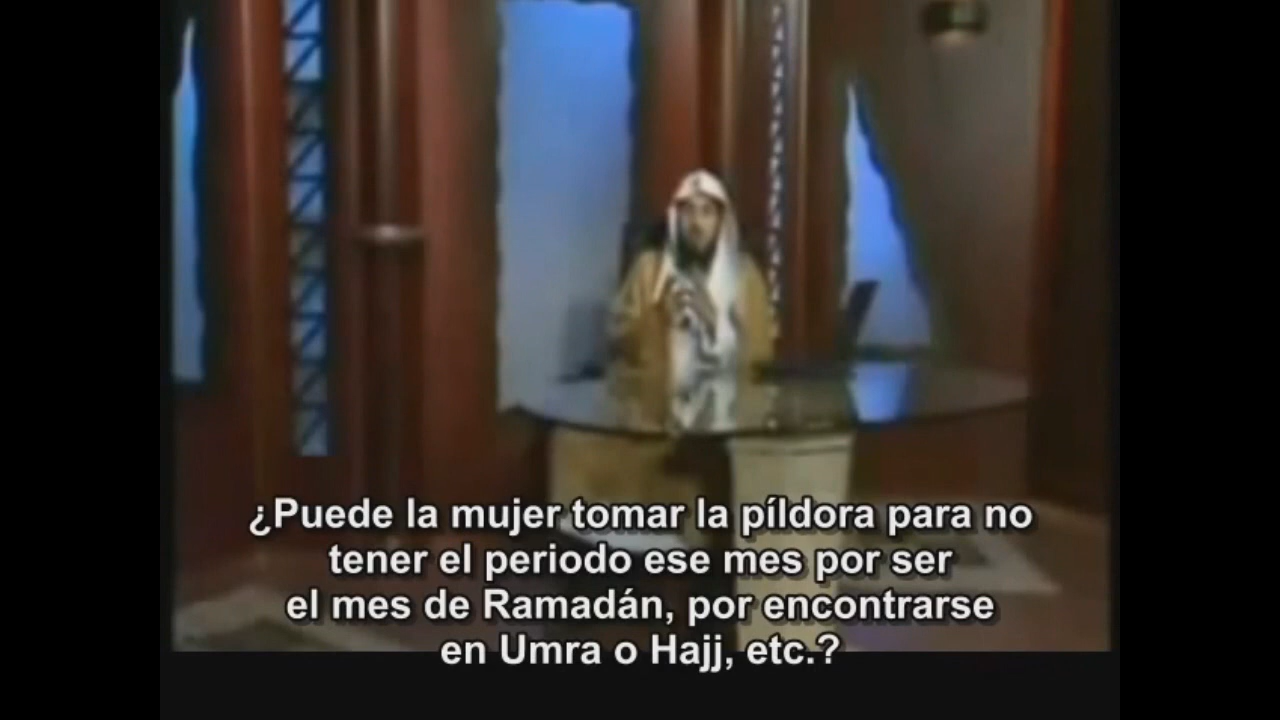 ¿Puede la mujer tomar la píldora para no
tener el periodo ese mes por ser
el mes de Ramadán, por encontrarse
en Umra o Hajj, etc.?